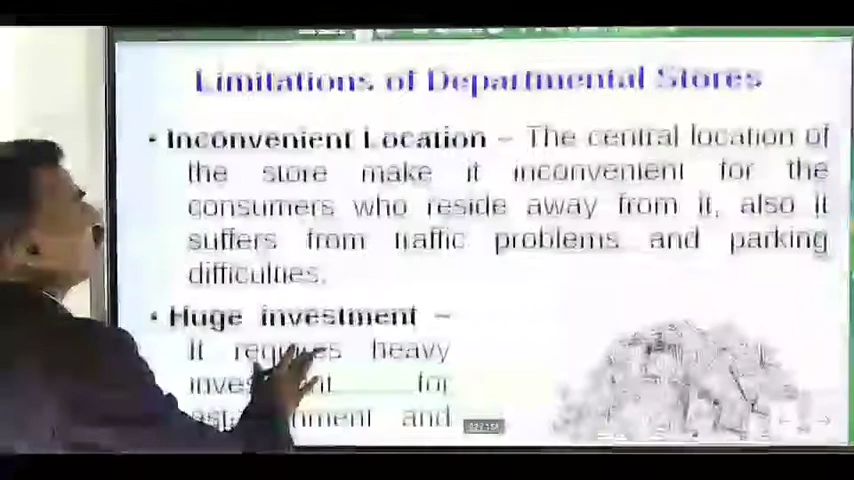 Limitations of Departmental Stores
• Inconvenient Location – The central location of
the store make it inconvenient for the
consumers who reside away from it, also it
suffers from traffic problems and parking
difficulties.
• Huge investment –
It requires heavy
for
and